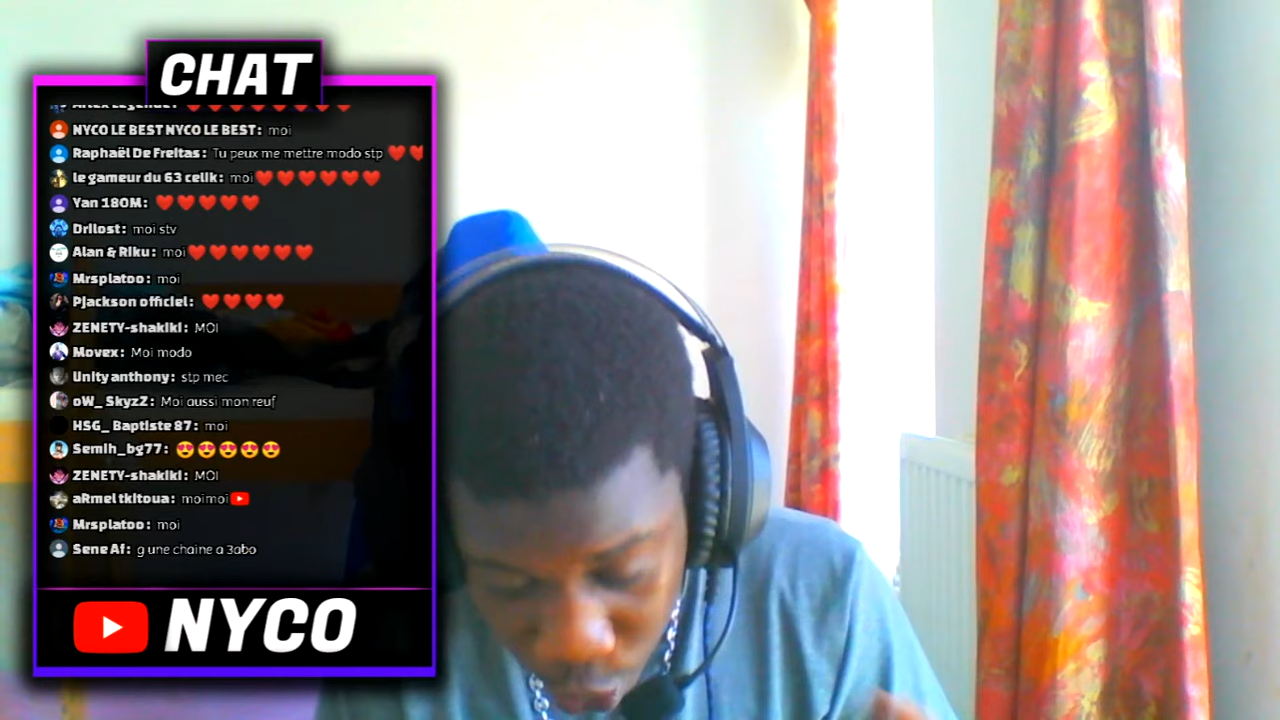 CHAT
NYCO LE BEST NYCO LE BEST: moi
Raphaël De Freitas: Tu peux me mettre modo stp ❤️❤️
le gameur du 63 celik: moi❤️❤️❤️❤️❤️❤️
Yan 18OM: ❤️❤️❤️❤️❤️
Drilost: moi stv
Alan & Riku: moi❤️❤️❤️❤️❤️❤️
Mrsplatoo: moi
Pjackson officiel: ❤️❤️❤️❤️
ZENETY-shakiki: MOI
Movex: Moi modo
Unity anthony: stp mec
oW_ SkyzZ: Moi aussi mon reuf
HSG_ Baptiste 87: moi
Semih_bg77: 😍😍😍😍😍
ZENETY-shakiki: MOI
aRmel tkitoua: moimoi
Mrsplatoo: moi
Sene Af: g une chaine a 3abo
NYCO